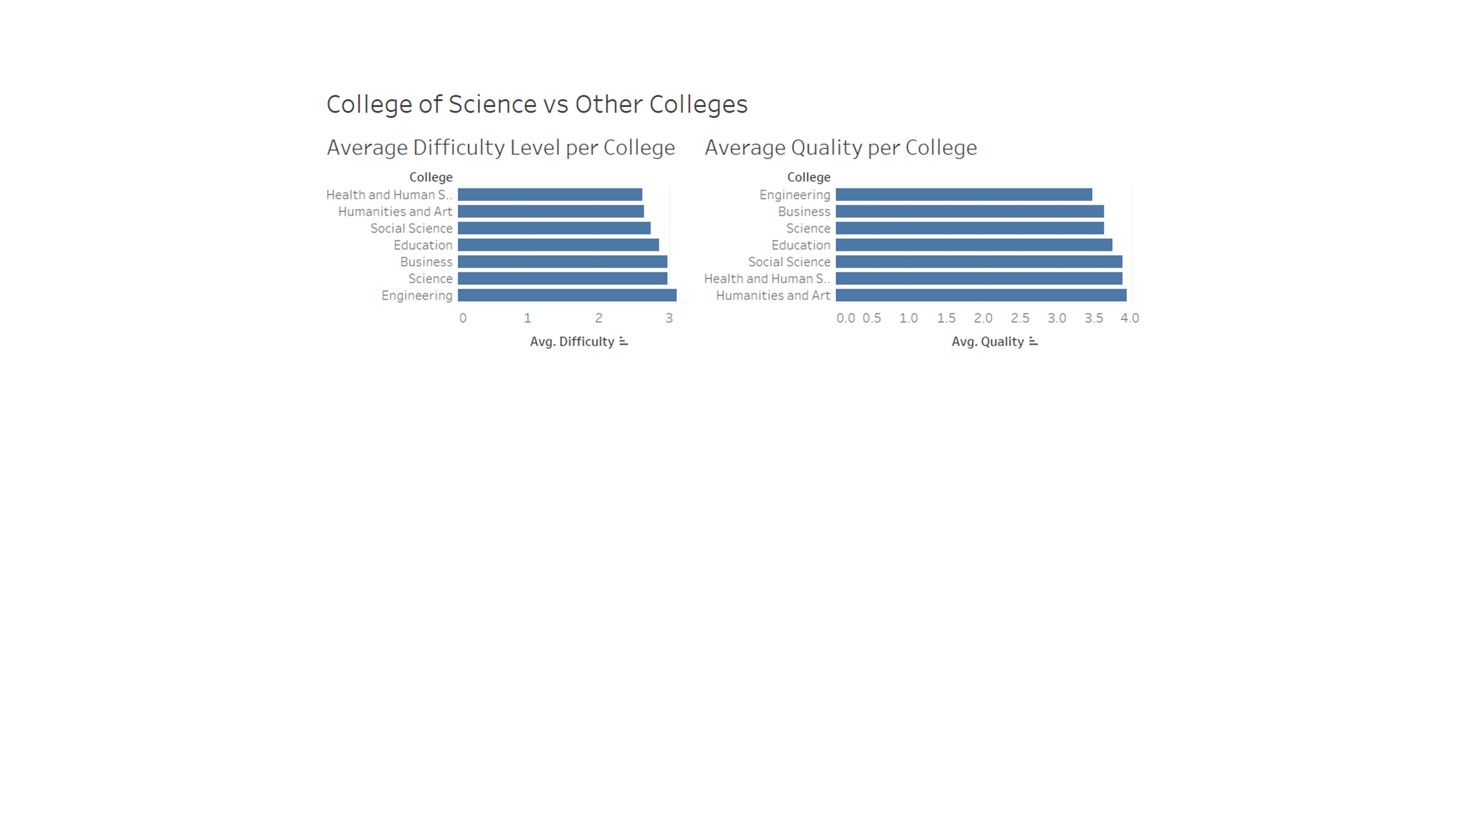 College of Science vs Other Colleges
Average Difficulty Level per College
College
Health and Human S..
Humanities and Art
Social Science
Education
Business
Science
Engineering
0 1 2 3
Avg. Difficulty
Average Quality per College
College
Engineering
Business
Science
Education
Social Science
Health and Human S..
Humanities and Art
0.0 0.5 1.0 1.5 2.0 2.5 3.0 3.5 4.0
Avg. Quality